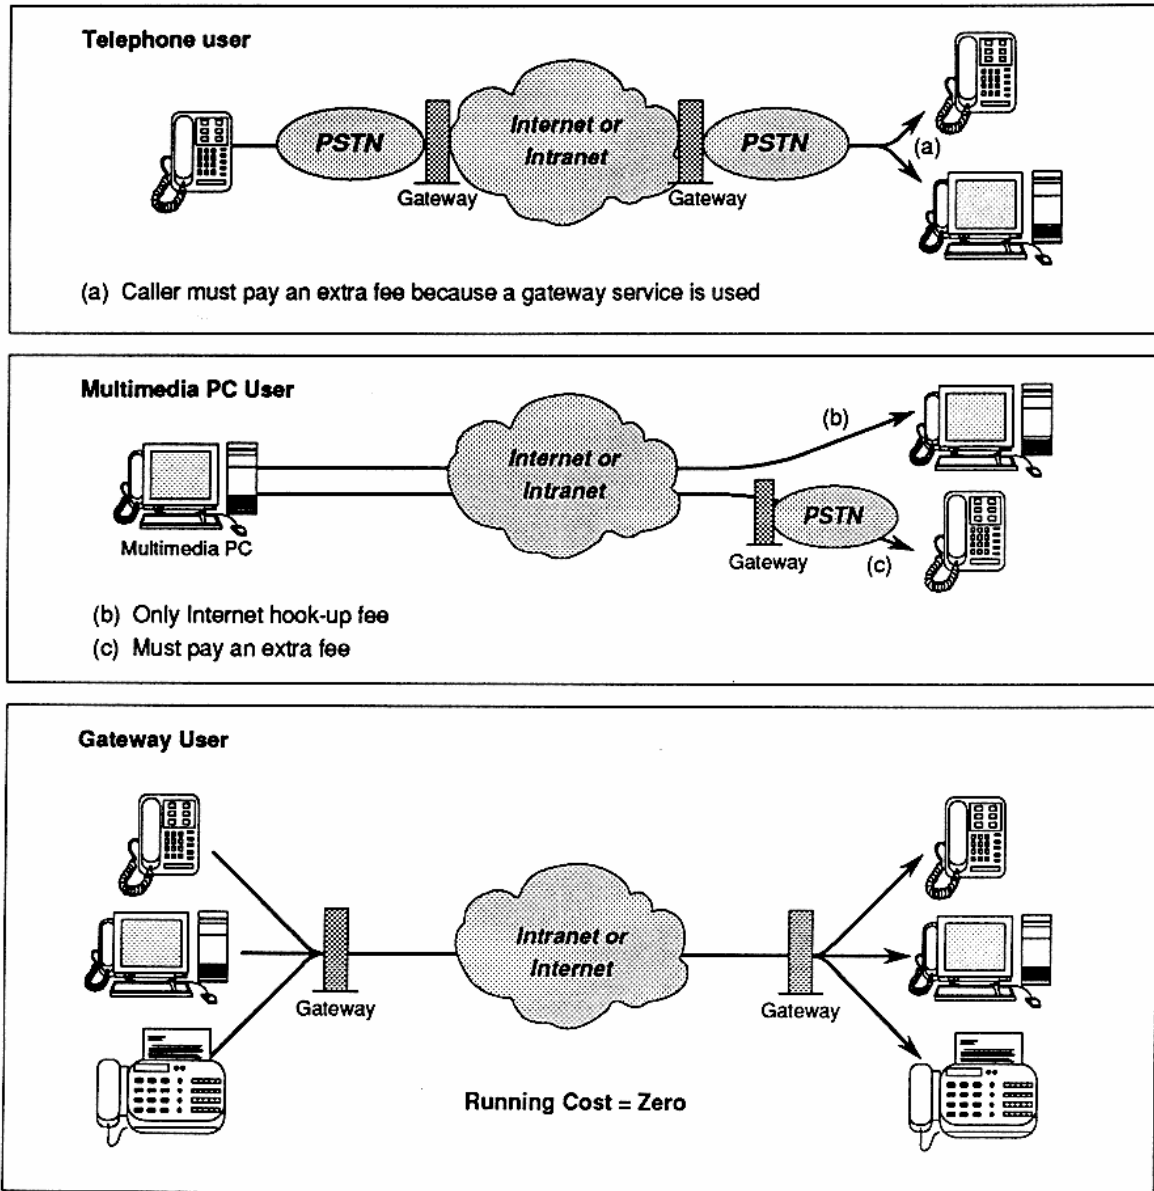 Telephone user
PSTN
Internet or
Intranet
PSTN
Gateway
Gateway
(a)
(a) Caller must pay an extra fee because a gateway service is used
Multimedia PC User
Internet or
Intranet
(b)
PSTN
Multimedia PC
Gateway
(c)
(b) Only Internet hook-up fee
(c) Must pay an extra fee
Gateway User
Intranet or
Internet
Gateway
Gateway
Running Cost = Zero